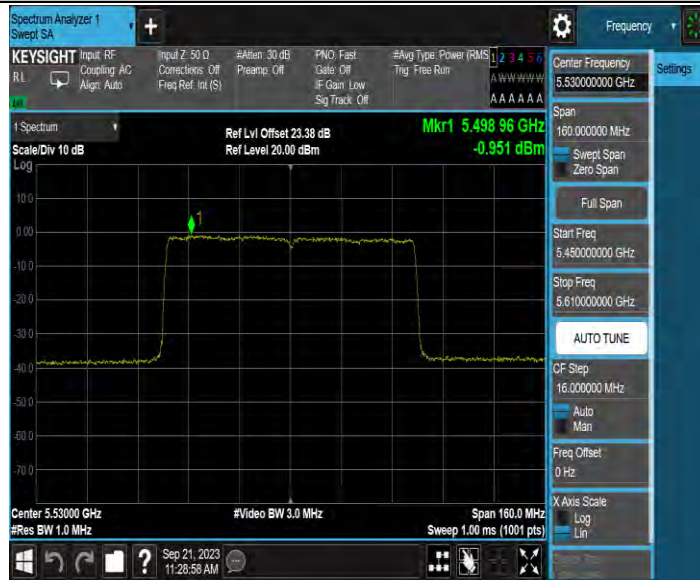 Spectrum Analyzer 1
Swept SA
Frequency
KEYSIGHT
Input: RF
Coupling: AC
Align: Auto
Input Z: 50 Ω
Corrections: Off
Freq Ref: Int (S)
#Atten: 30 dB
Preamp: Off
PNO: Fast
Gate: Off
IF Gain: Low
Sig Track: Off
#Avg Type: Power (RMS
Trig: Free Run
1 2 3 4 5 6
A W W W W W
A A A A A A
R L
1 Spectrum
Scale/Div 10 dB
Log
Ref Lvl Offset 23.38 dB
Ref Level 20.00 dBm
Mkr1 5.498 96 GHz
-0.951 dBm
1
10.0
0.00
-10.0
-20.0
-30.0
-40.0
-50.0
-60.0
-70.0
Center 5.53000 GHz
#Res BW 1.0 MHz
#Video BW 3.0 MHz
Span 160.0 MHz
Sweep 1.00 ms (1001 pts)
Sep 21, 2023
11:28:58 AM
Center Frequency
5.530000000 GHz
Settings
Span
160.000000 MHz
Swept Span
Zero Span
Full Span
Start Freq
5.450000000 GHz
Stop Freq
5.610000000 GHz
AUTO TUNE
CF Step
16.000000 MHz
Auto
Man
Freq Offset
0 Hz
X Axis Scale
Log
Lin